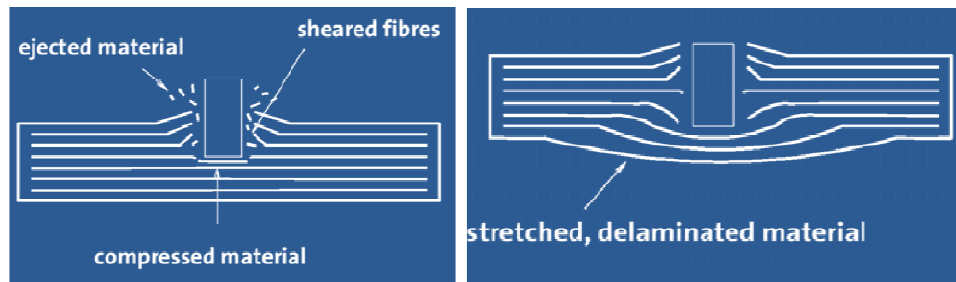 sheared fibres
ejected material
compressed material
stretched, delaminated material